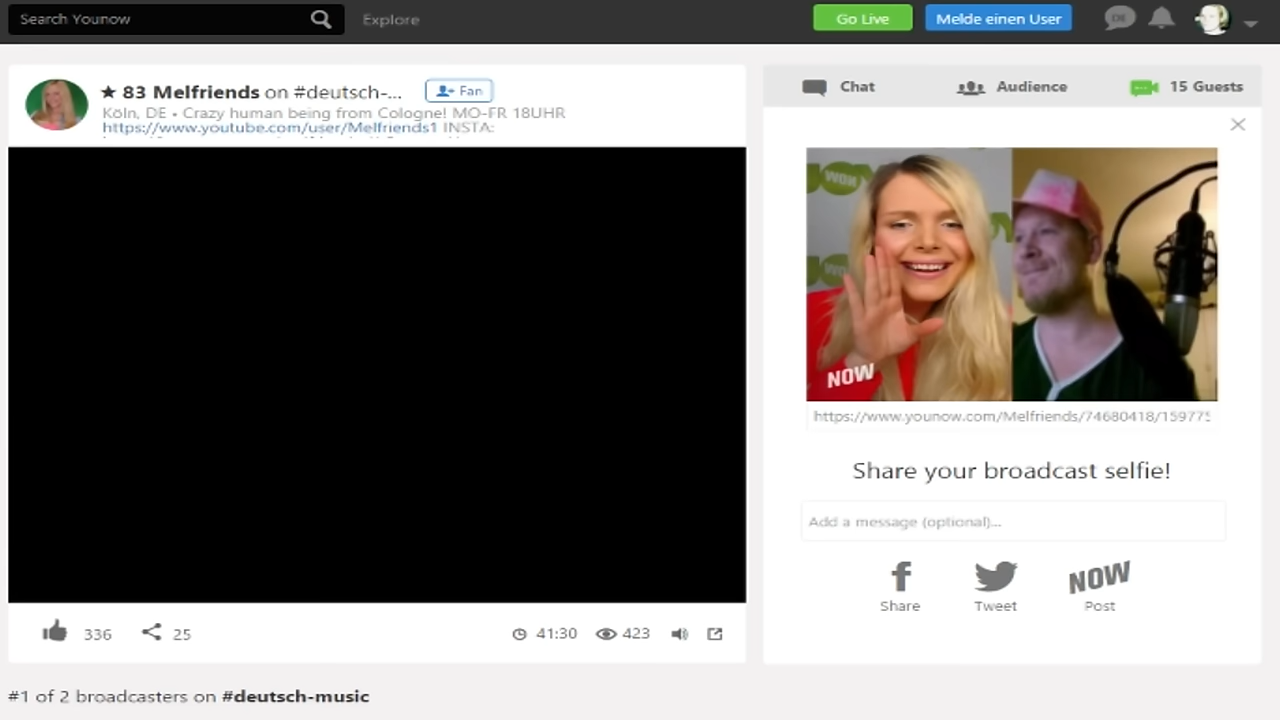 Search Younow
Explore
Go Live
Melde einen User
DE
★ 83 Melfriends on #deutsch-...
Fan
Köln, DE • Crazy human being from Cologne! MO-FR 18UHR
https://www.youtube.com/user/Melfriends1 INSTA:
Chat
Audience
15 Guests
NOW
https://www.younow.com/Melfriends/74680418/159775
Share your broadcast selfie!
Add a message (optional)...
Share
Tweet
NOW
Post
336
25
41:30
423
#1 of 2 broadcasters on #deutsch-music